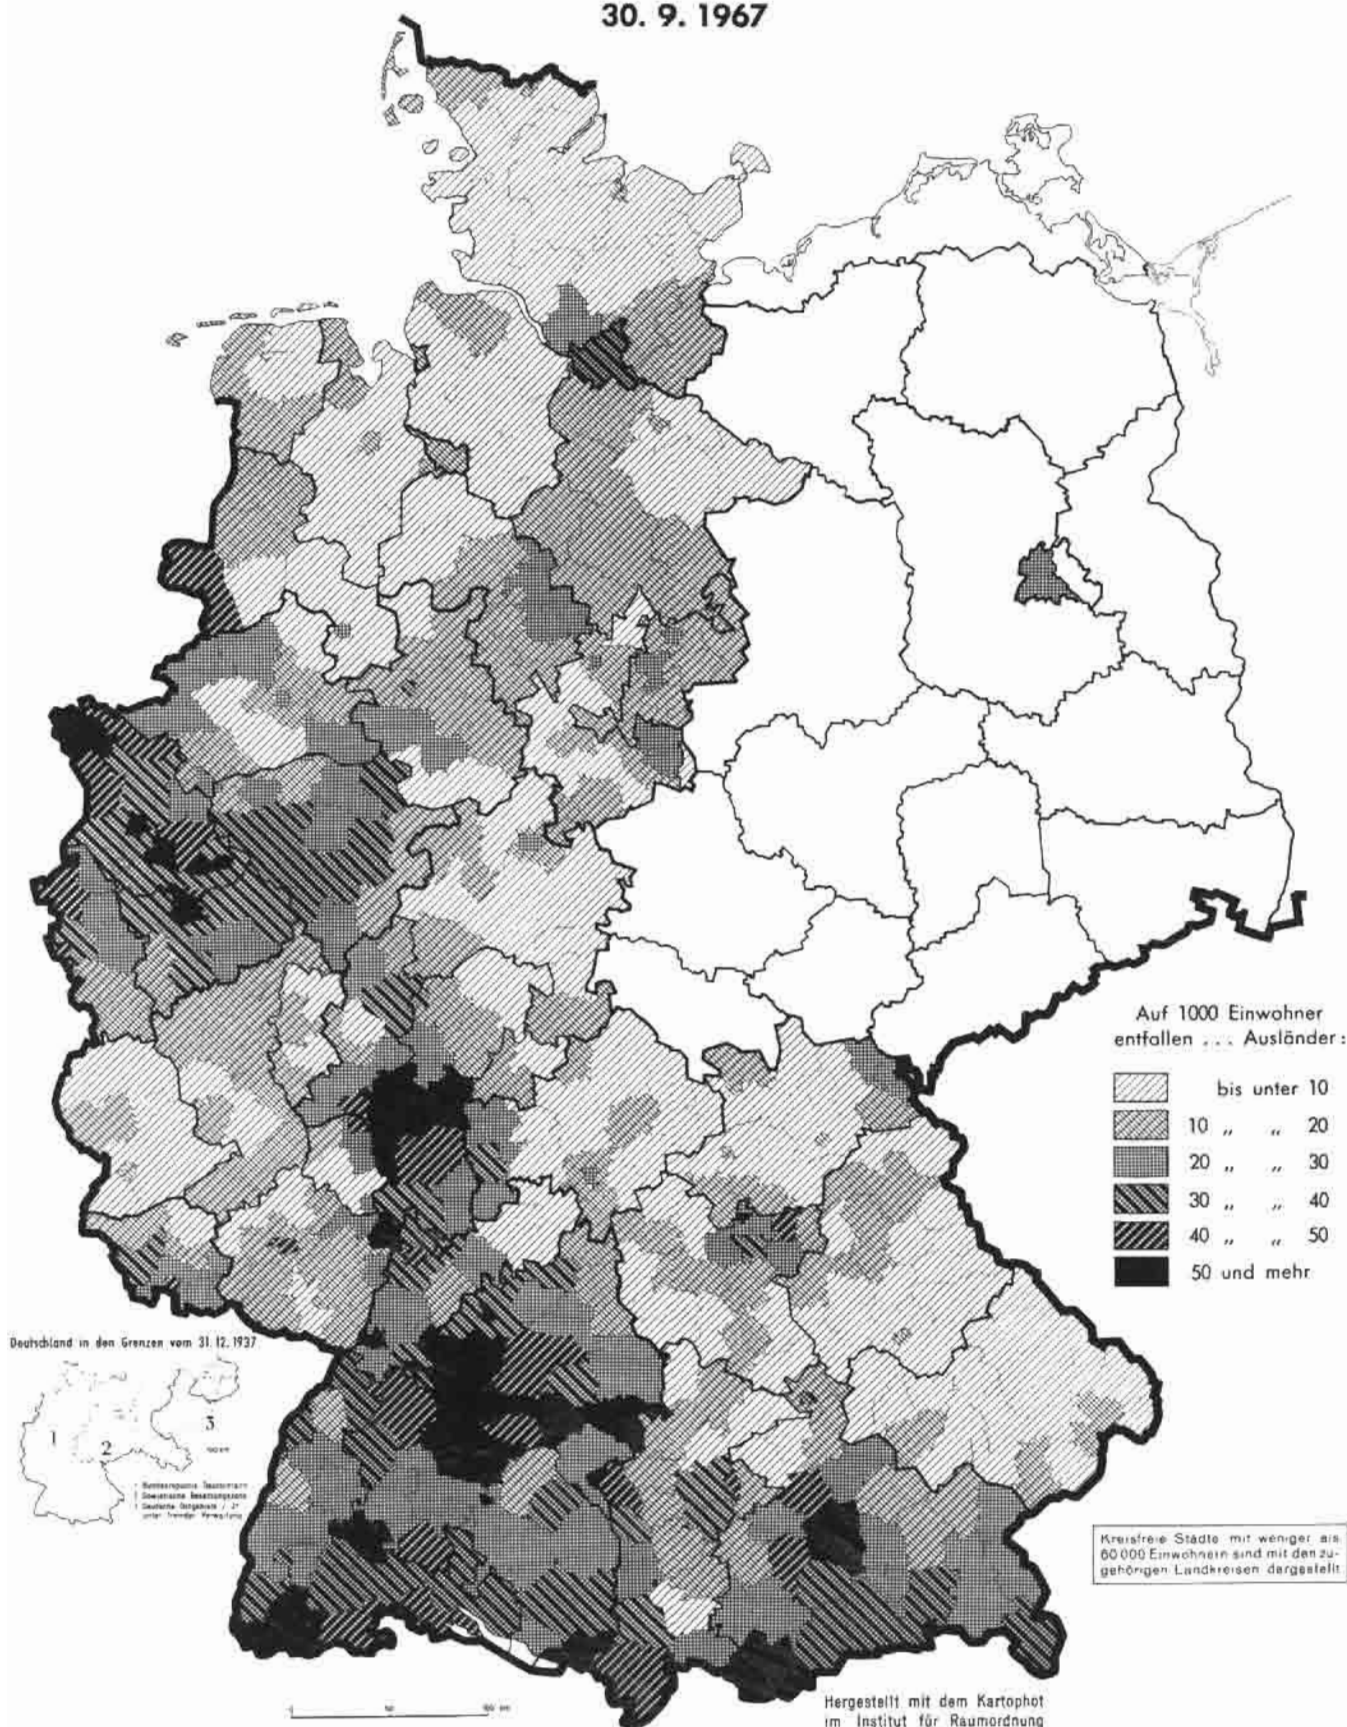 30. 9. 1967
Auf 1000 Einwohner
entfallen ... Ausländer:
bis unter 10
10 „ „ 20
20 „ „ 30
30 „ „ 40
40 „ „ 50
50 und mehr
Deutschland in den Grenzen vom 31. 12. 1937
1
2
3
Kreisfreie Städte mit weniger als
60 000 Einwohnern sind mit den zu-
gehörigen Landkreisen dargestellt
Hergestellt mit dem Kartophot
im Institut für Raumordnung